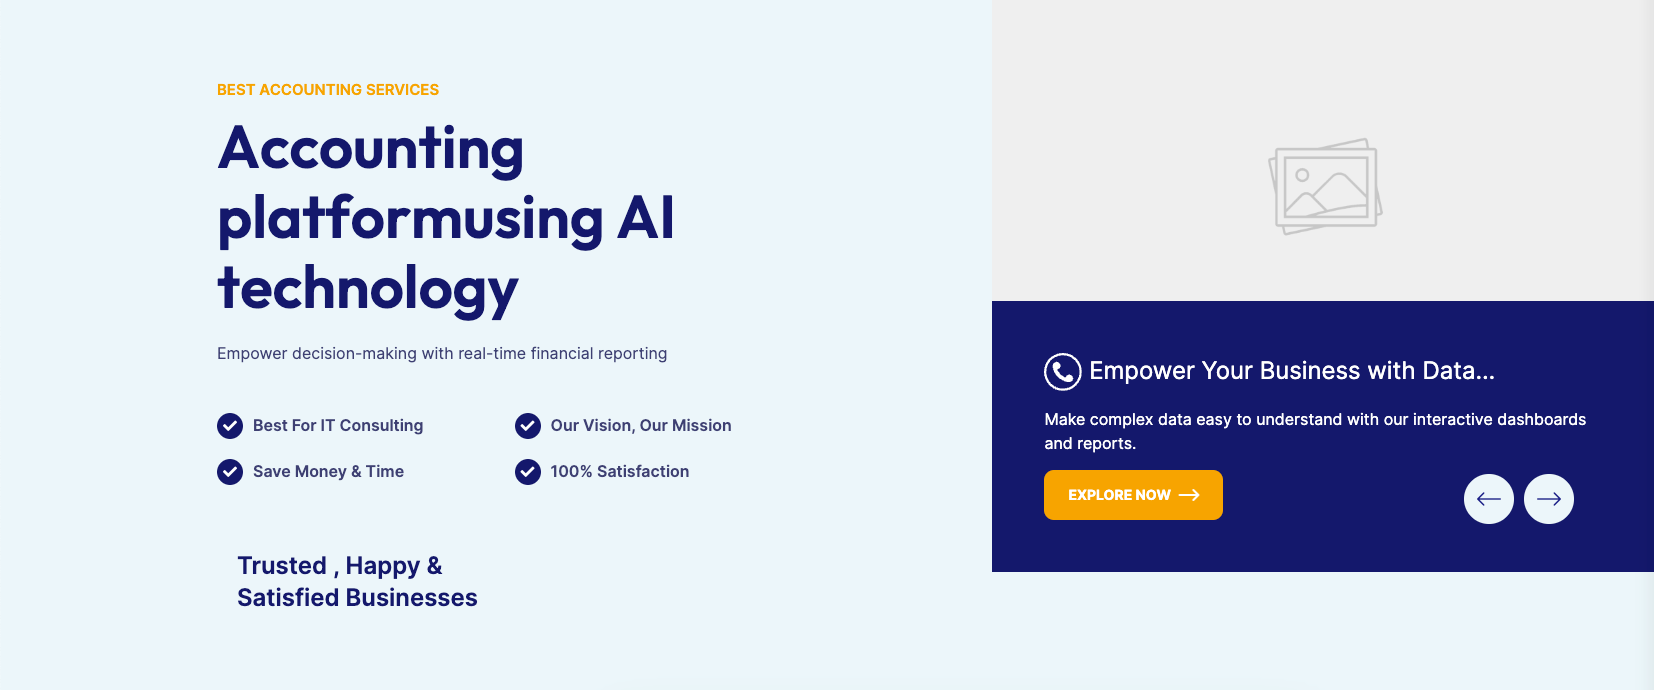 BEST ACCOUNTING SERVICES
Accounting
platformusing AI
technology
Empower decision-making with real-time financial reporting
Best For IT Consulting
Our Vision, Our Mission
Save Money & Time
100% Satisfaction
Trusted , Happy &
Satisfied Businesses
Empower Your Business with Data...
Make complex data easy to understand with our interactive dashboards
and reports.
EXPLORE NOW